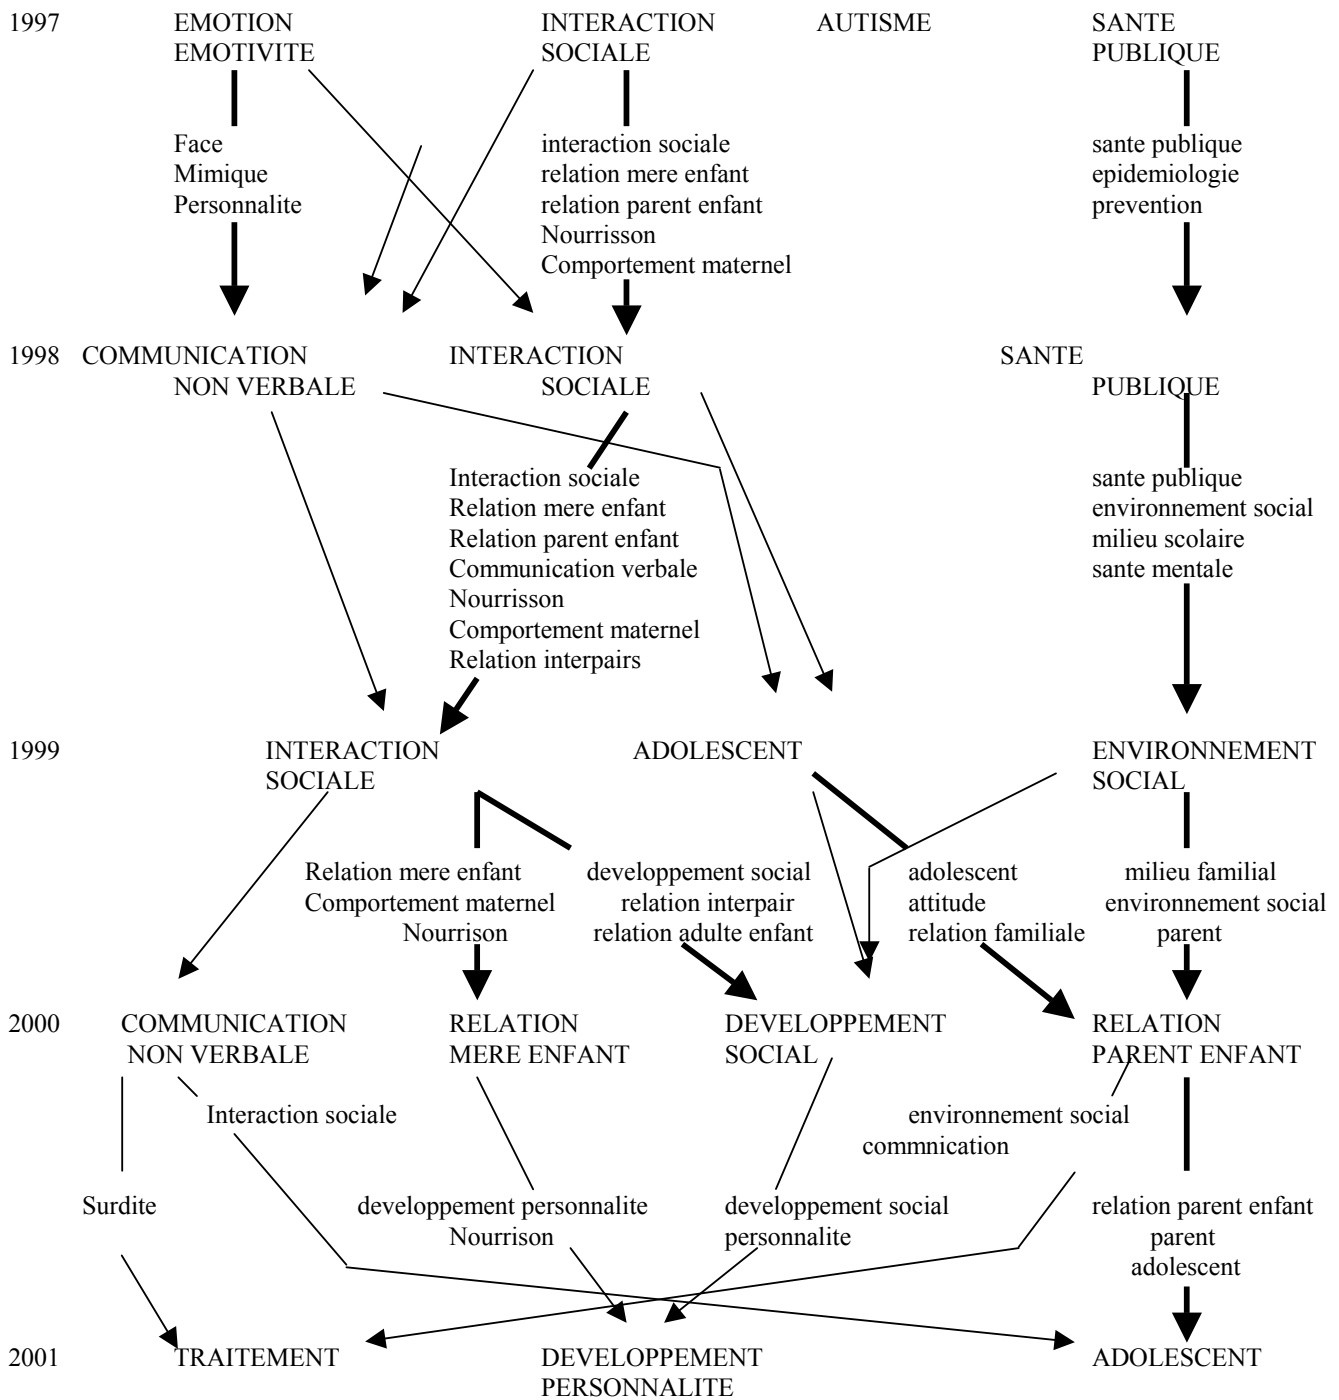 1997 EMOTION INTERACTION AUTISME SANTE
EMOTIVITE SOCIALE PUBLIQUE
Face interaction sociale sante publique
Mimique relation mere enfant epidemiologie
Personnalite relation parent enfant prevention
Nourrisson
Comportement maternel
1998 COMMUNICATION INTERACTION SANTE
NON VERBALE SOCIALE PUBLIQUE
Interaction sociale sante publique
Relation mere enfant environnement social
Relation parent enfant milieu scolaire
Communication verbale sante mentale
Nourrisson
Comportement maternel
Relation interpairs
1999 INTERACTION ADOLESCENT ENVIRONNEMENT
SOCIALE SOCIAL
Relation mere enfant developpement social adolescent milieu familial
Comportement maternel relation interpair attitude environnement social
Nourrison relation adulte enfant relation familiale parent
2000 COMMUNICATION RELATION DEVELOPPEMENT RELATION
NON VERBALE MERE ENFANT SOCIAL PARENT ENFANT
Interaction sociale environnement social
commnication
Surdite developpement personnalite developpement social relation parent enfant
Nourrison personnalite parent
adolescent
2001 TRAITEMENT DEVELOPPEMENT ADOLESCENT
PERSONNALITE